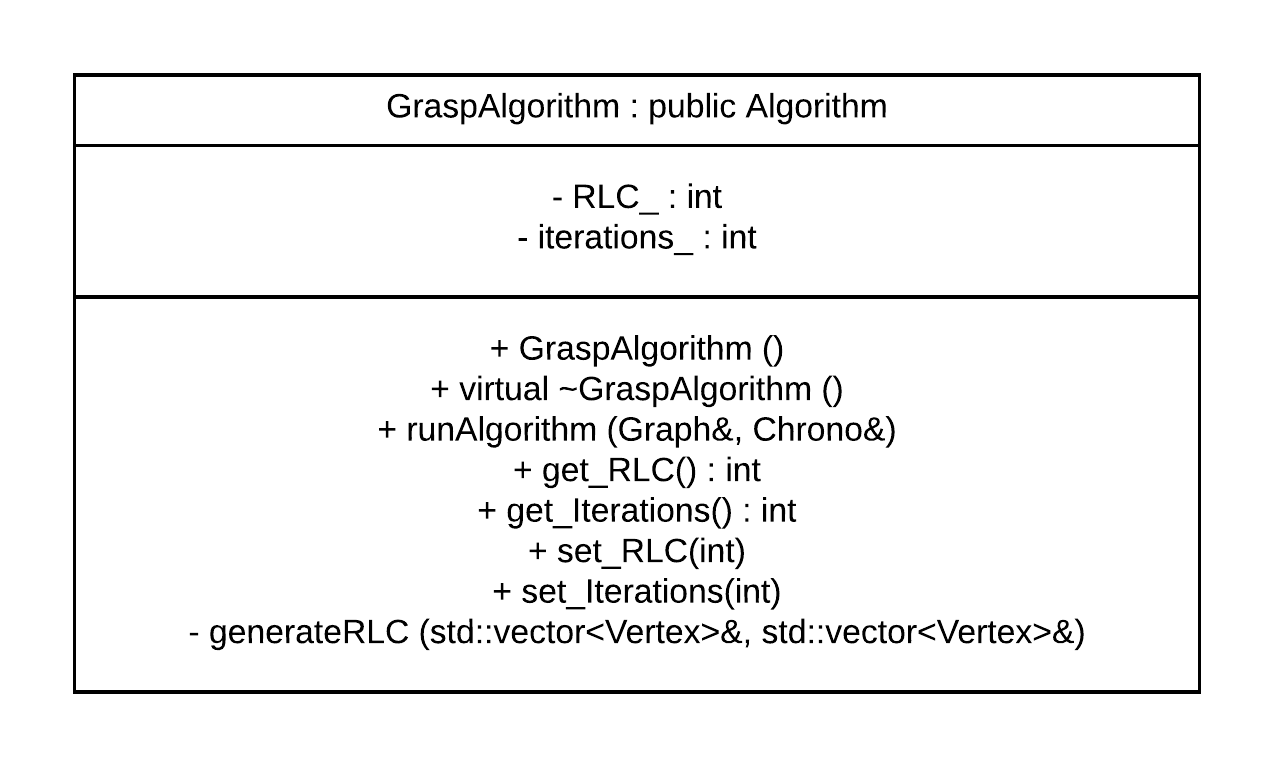 GraspAlgorithm : public Algorithm
- RLC_ : int
- iterations_ : int
+ GraspAlgorithm ()
+ virtual ~GraspAlgorithm ()
+ runAlgorithm (Graph&, Chrono&)
+ get_RLC() : int
+ get_Iterations() : int
+ set_RLC(int)
+ set_Iterations(int)
- generateRLC (std::vector<Vertex>&, std::vector<Vertex>&)